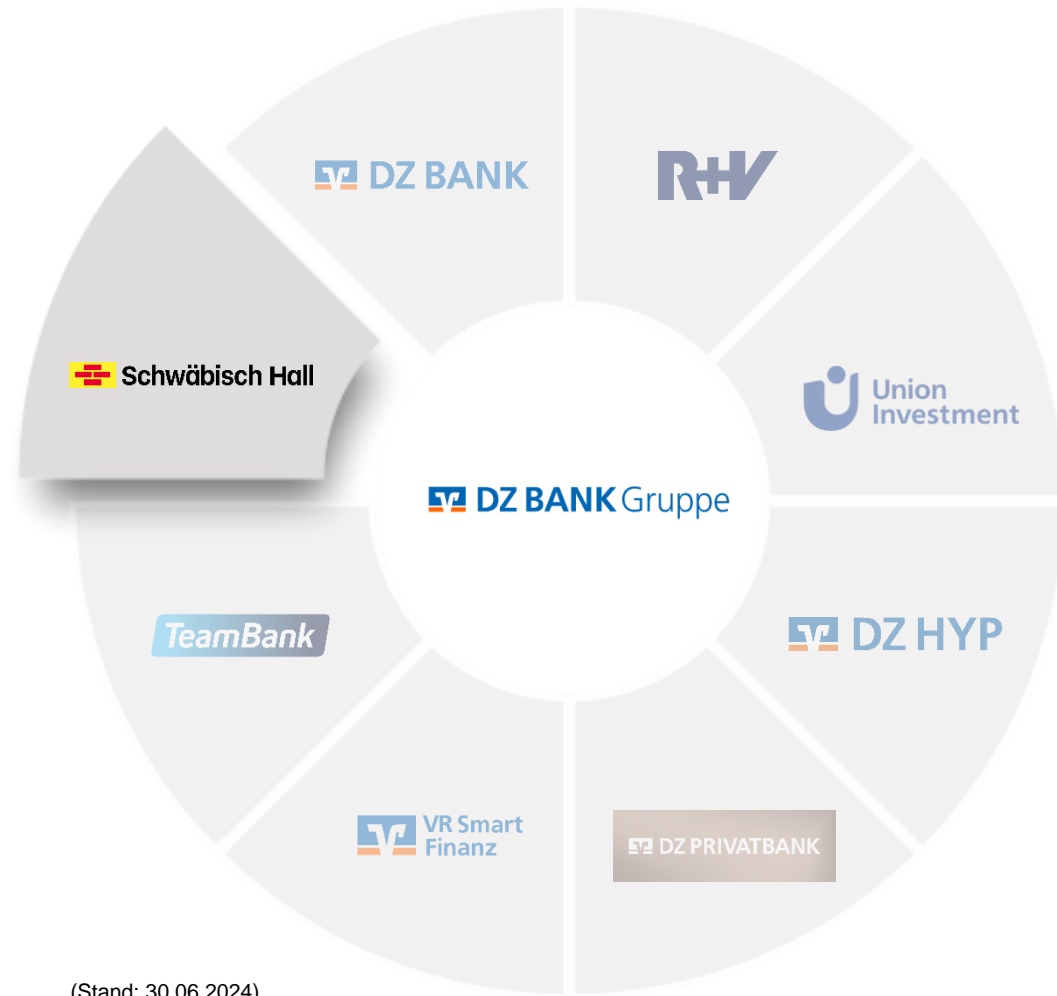 DZ BANK
R+V
Schwäbisch Hall
Union
Investment
DZ BANK Gruppe
TeamBank
DZ HYP
VR Smart
Finanz
DZ PRIVATBANK
(Stand: 30.06.2024)